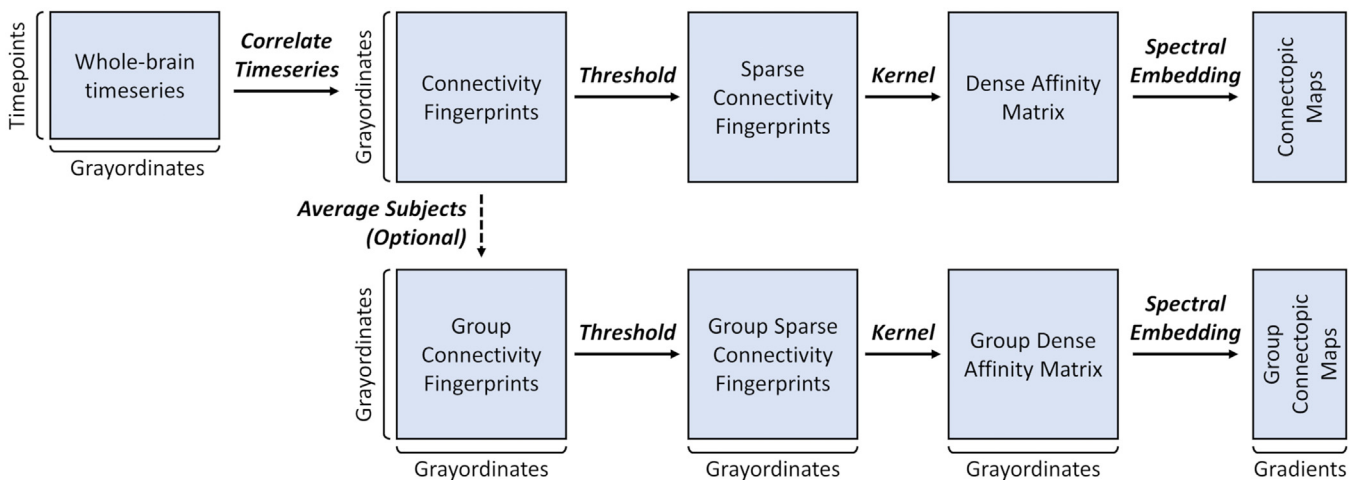 Timepoints
Whole-brain
timeseries
Grayordinates
Correlate
Timeseries
Grayordinates
Connectivity
Fingerprints
Threshold
Sparse
Connectivity
Fingerprints
Kernel
Dense Affinity
Matrix
Spectral
Embedding
Connectopic
Maps
Average Subjects
(Optional)
Grayordinates
Group
Connectivity
Fingerprints
Grayordinates
Threshold
Group Sparse
Connectivity
Fingerprints
Grayordinates
Kernel
Group Dense
Affinity Matrix
Grayordinates
Spectral
Embedding
Group
Connectopic
Maps
Gradients